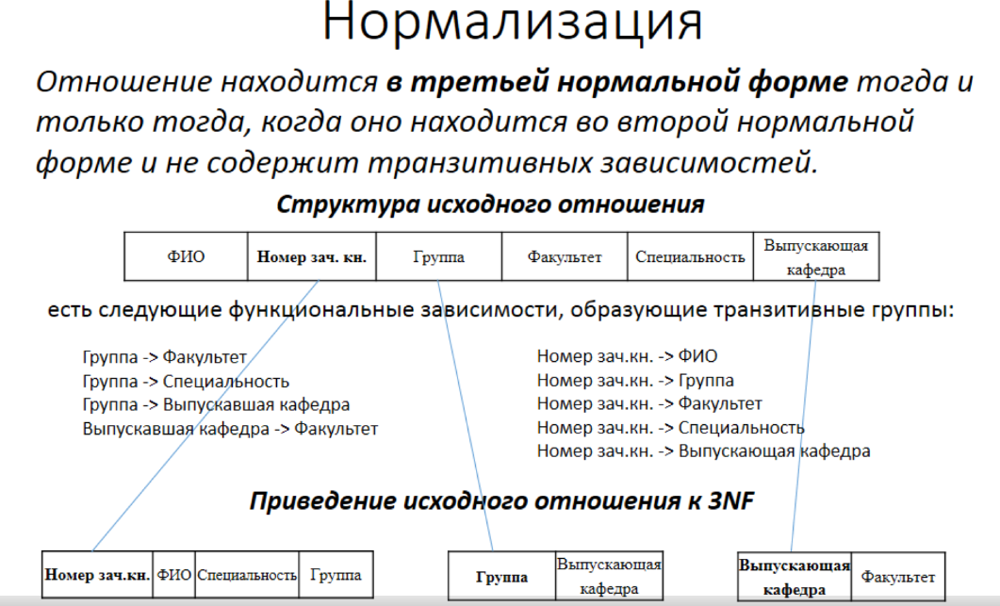 Нормализация
Отношение находится в третьей нормальной форме тогда и
только тогда, когда оно находится во второй нормальной
форме и не содержит транзитивных зависимостей.
Структура исходного отношения
ФИО Номер зач. кн. Группа Факультет Специальность Выпускающая кафедра
есть следующие функциональные зависимости, образующие транзитивные группы:
Группа -> Факультет
Группа -> Специальность
Группа -> Выпускавшая кафедра
Выпускавшая кафедра -> Факультет
Номер зач.кн. -> ФИО
Номер зач.кн. -> Группа
Номер зач.кн. -> Факультет
Номер зач.кн. -> Специальность
Номер зач.кн. -> Выпускающая кафедра
Приведение исходного отношения к 3NF
Номер зач.кн. ФИО Специальность Группа
Группа Выпускающая кафедра
Выпускающая кафедра Факультет